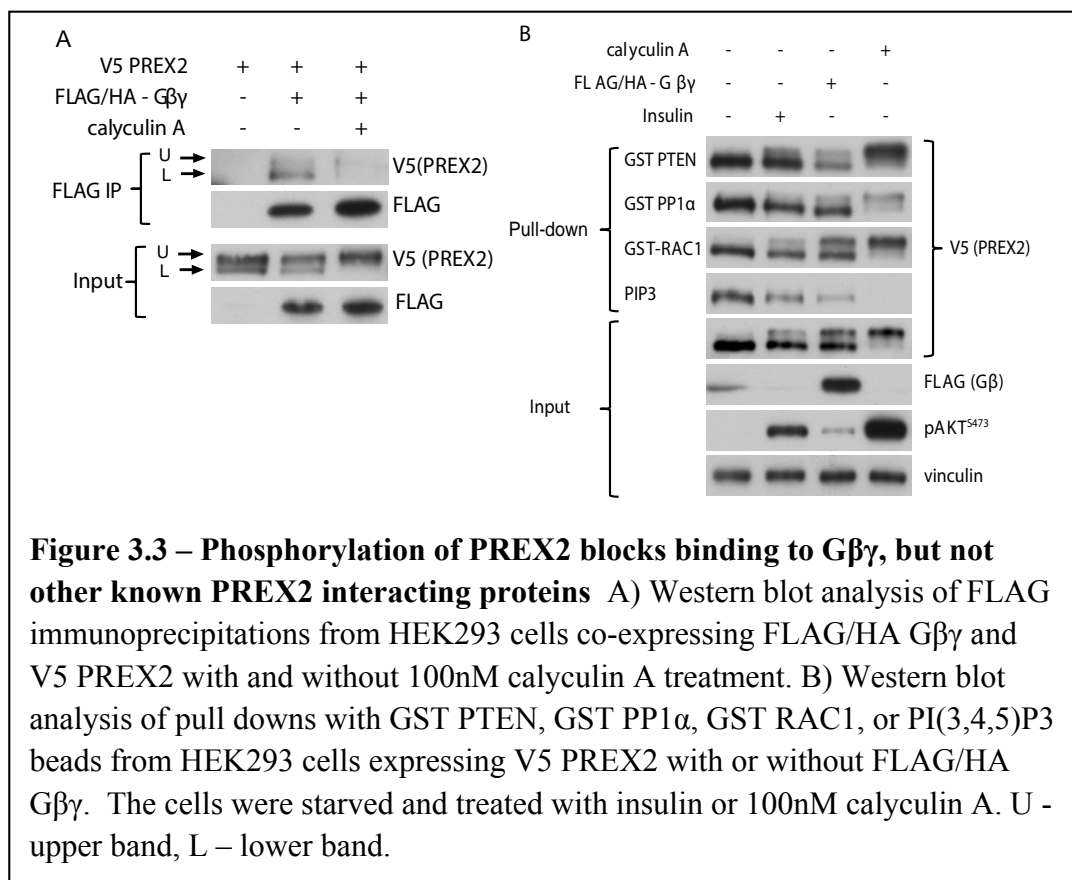 A
V5 PREX2 + + +
FLAG/HA - Gβγ - + +
calyculin A - - +
FLAG IP
U
L
V5(PREX2)
FLAG
Input
U
L
V5 (PREX2)
FLAG
B
calyculin A - - - +
FLAG/HA - G βγ - - + -
Insulin - + - -
Pull-down
GST PTEN
GST PP1α
GST-RAC1
PIP3
V5 (PREX2)
Input
FLAG (Gβ)
pAKTS473
vinculin
Figure 3.3 – Phosphorylation of PREX2 blocks binding to Gβγ, but not
other known PREX2 interacting proteins A) Western blot analysis of FLAG
immunoprecipitations from HEK293 cells co-expressing FLAG/HA Gβγ and
V5 PREX2 with and without 100nM calyculin A treatment. B) Western blot
analysis of pull downs with GST PTEN, GST PP1α, GST RAC1, or PI(3,4,5)P3
beads from HEK293 cells expressing V5 PREX2 with or without FLAG/HA
Gβγ. The cells were starved and treated with insulin or 100nM calyculin A. U -
upper band, L – lower band.